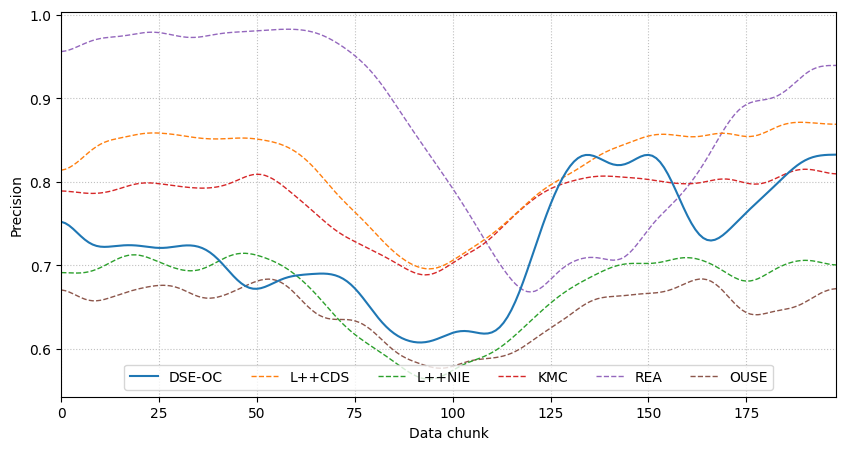 1.0
0.9
0.8
0.7
0.6
Precision
DSE-OC L++CDS L++NIE KMC REA OUSE
0 25 50 75 100 125 150 175
Data chunk